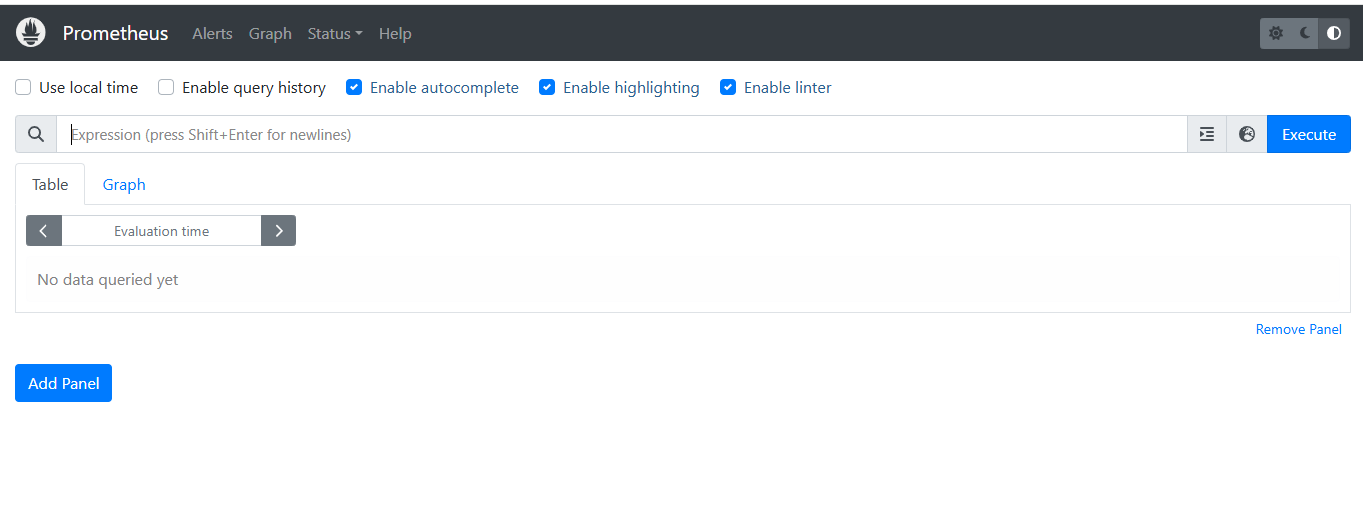 Prometheus Alerts Graph Status Help
Use local time Enable query history Enable autocomplete Enable highlighting Enable linter
Expression (press Shift+Enter for newlines) Execute
Table Graph
Evaluation time
No data queried yet
Remove Panel
Add Panel